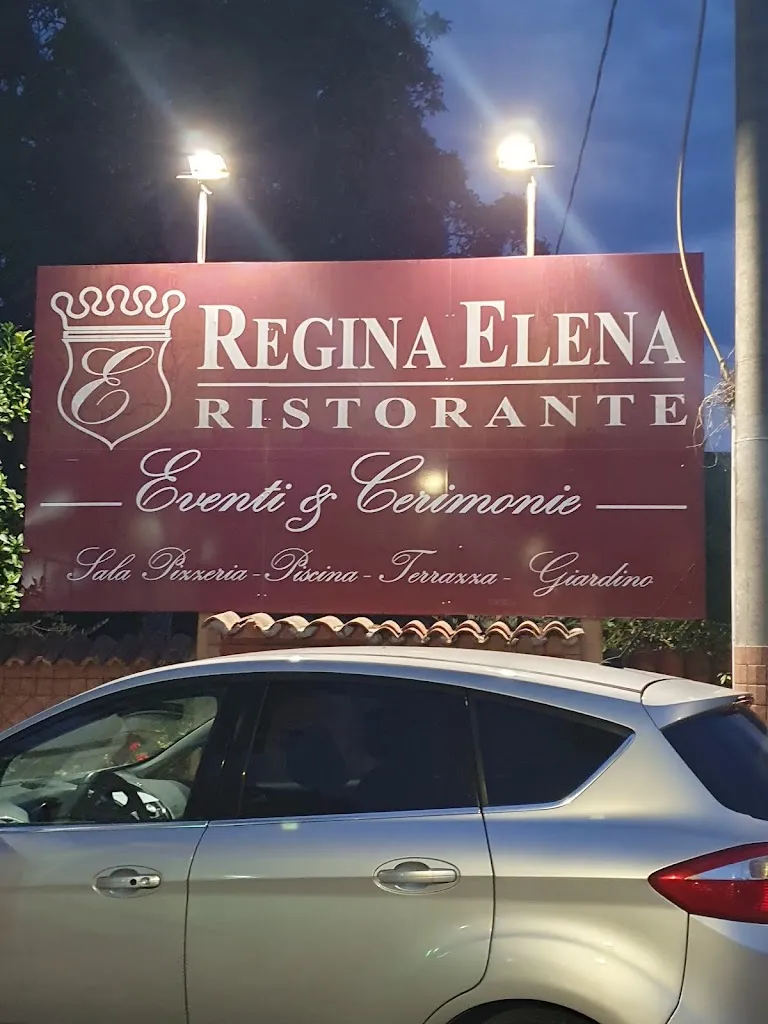 E
REGINA ELENA
RISTORANTE
Eventi & Cerimonie
Sala Pizzeria - Piscina - Terrazza - Giardino